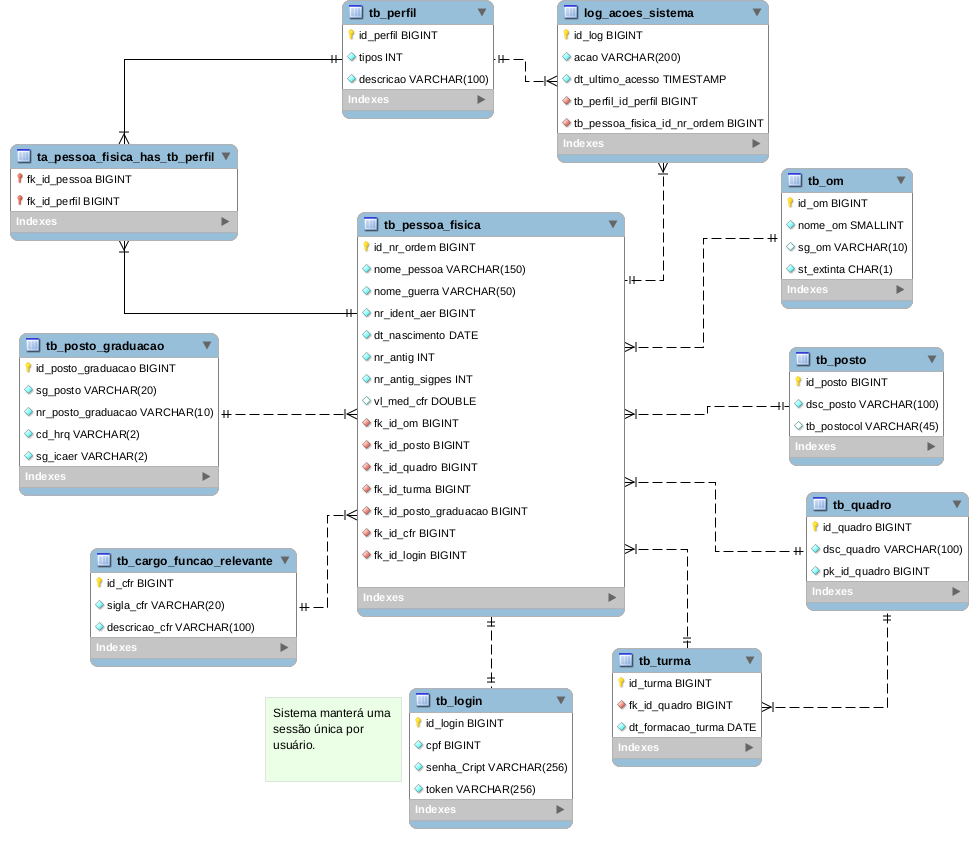 tb_perfil
id_perfil BIGINT
tipos INT
descricao VARCHAR(100)
Indexes
log_acoes_sistema
id_log BIGINT
acao VARCHAR(200)
dt_ultimo_acesso TIMESTAMP
tb_perfil_id_perfil BIGINT
tb_pessoa_fisica_id_nr_ordem BIGINT
Indexes
ta_pessoa_fisica_has_tb_perfil
fk_id_pessoa BIGINT
fk_id_perfil BIGINT
Indexes
tb_om
id_om BIGINT
nome_om SMALLINT
sg_om VARCHAR(10)
st_extinta CHAR(1)
Indexes
tb_pessoa_fisica
id_nr_ordem BIGINT
nome_pessoa VARCHAR(150)
nome_guerra VARCHAR(50)
nr_ident_aer BIGINT
dt_nascimento DATE
nr_antig INT
nr_antig_sigpes INT
vl_med_cfr DOUBLE
fk_id_om BIGINT
fk_id_posto BIGINT
fk_id_quadro BIGINT
fk_id_turma BIGINT
fk_id_posto_graduacao BIGINT
fk_id_cfr BIGINT
fk_id_login BIGINT
Indexes
tb_posto_graduacao
id_posto_graduacao BIGINT
sg_posto VARCHAR(20)
nr_posto_graduacao VARCHAR(10)
cd_hrq VARCHAR(2)
sg_icaer VARCHAR(2)
Indexes
tb_posto
id_posto BIGINT
dsc_posto VARCHAR(100)
tb_postocol VARCHAR(45)
Indexes
tb_quadro
id_quadro BIGINT
dsc_quadro VARCHAR(100)
pk_id_quadro BIGINT
Indexes
tb_cargo_funcao_relevante
id_cfr BIGINT
sigla_cfr VARCHAR(20)
descricao_cfr VARCHAR(100)
Indexes
tb_turma
id_turma BIGINT
fk_id_quadro BIGINT
dt_formacao_turma DATE
Indexes
tb_login
id_login BIGINT
cpf BIGINT
senha_Cript VARCHAR(256)
token VARCHAR(256)
Indexes
Sistema manterá uma
sessão única por
usuário.